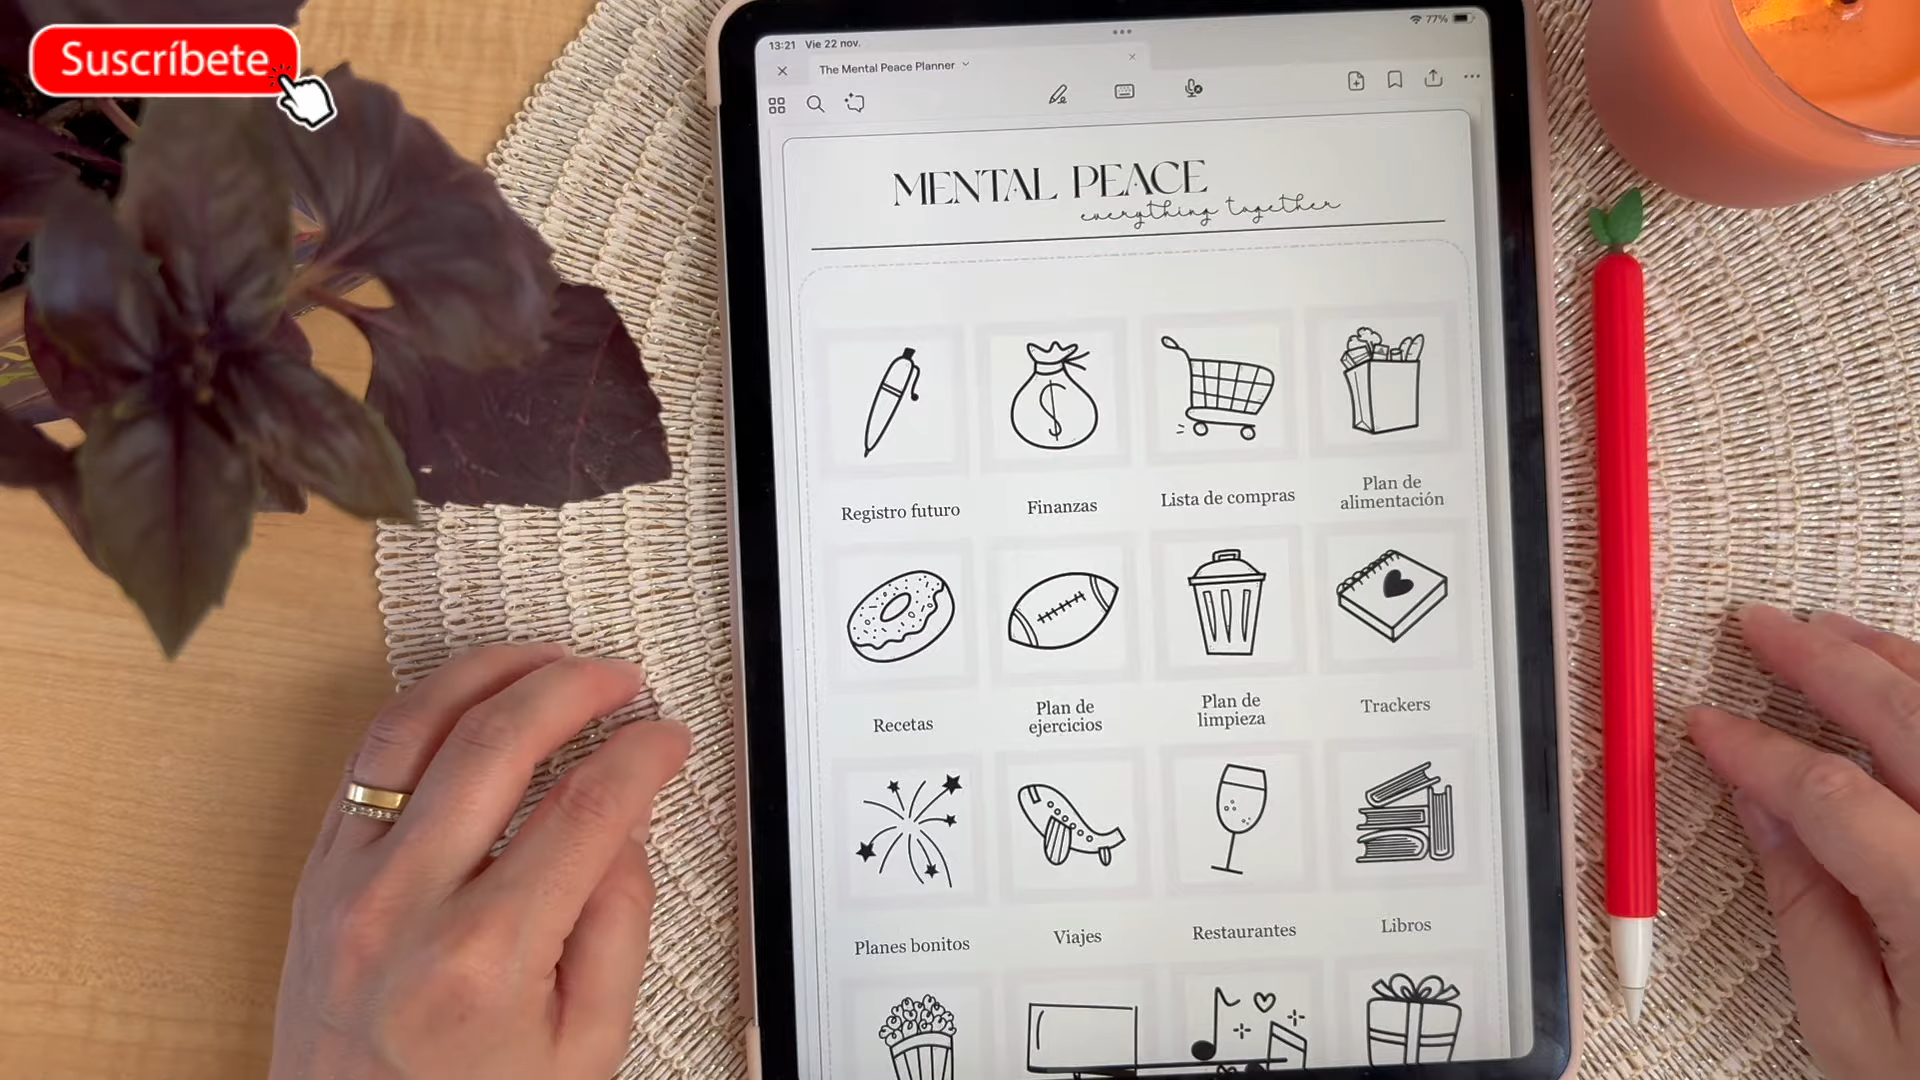 Suscríbete
13:21 Vie 22 nov.
77%
The Mental Peace Planner
MENTAL PEACE
everything together
Registro futuro
Finanzas
Lista de compras
Plan de
alimentación
Recetas
Plan de
ejercicios
Plan de
limpieza
Trackers
Planes bonitos
Viajes
Restaurantes
Libros